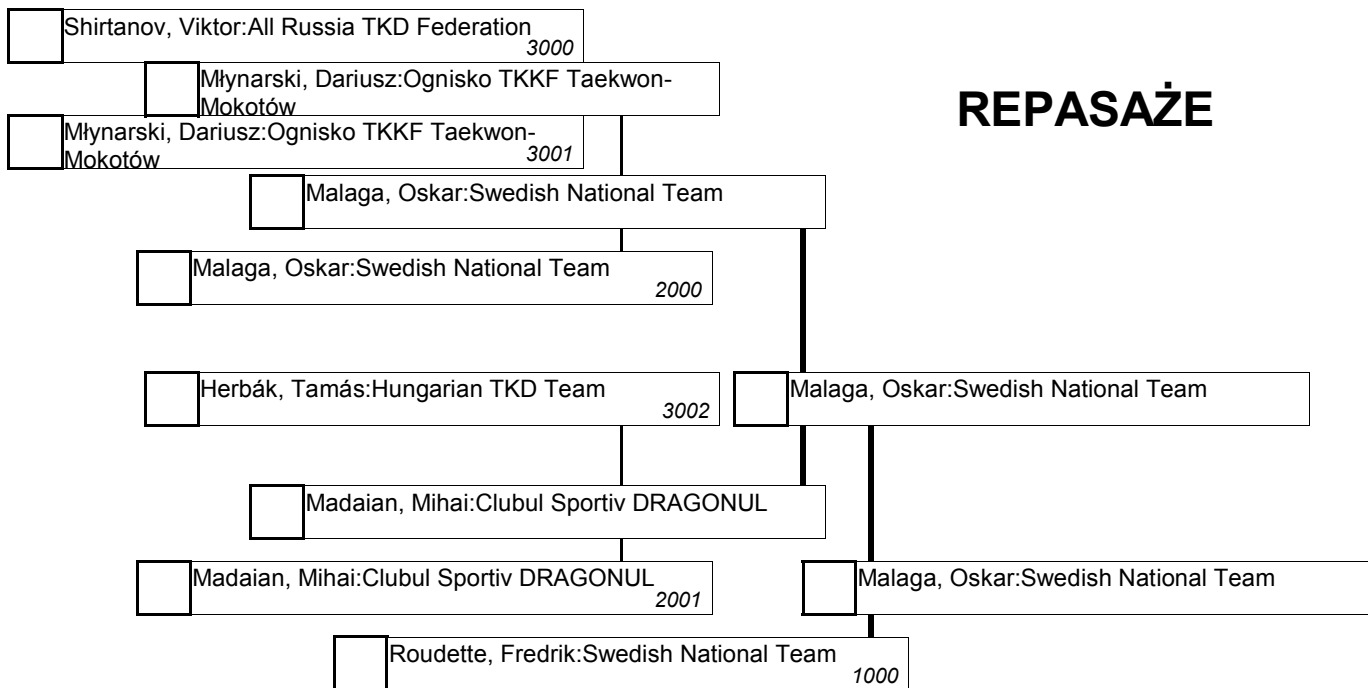 Shirtanov, Viktor:All Russia TKD Federation
3000
Młynarski, Dariusz:Ognisko TKKF Taekwon-
Mokotów
REPASAŻE
Młynarski, Dariusz:Ognisko TKKF Taekwon-
Mokotów
3001
Malaga, Oskar:Swedish National Team
Malaga, Oskar:Swedish National Team
2000
Herbák, Tamás:Hungarian TKD Team
3002
Malaga, Oskar:Swedish National Team
Madaian, Mihai:Clubul Sportiv DRAGONUL
Madaian, Mihai:Clubul Sportiv DRAGONUL
2001
Malaga, Oskar:Swedish National Team
Roudette, Fredrik:Swedish National Team
1000